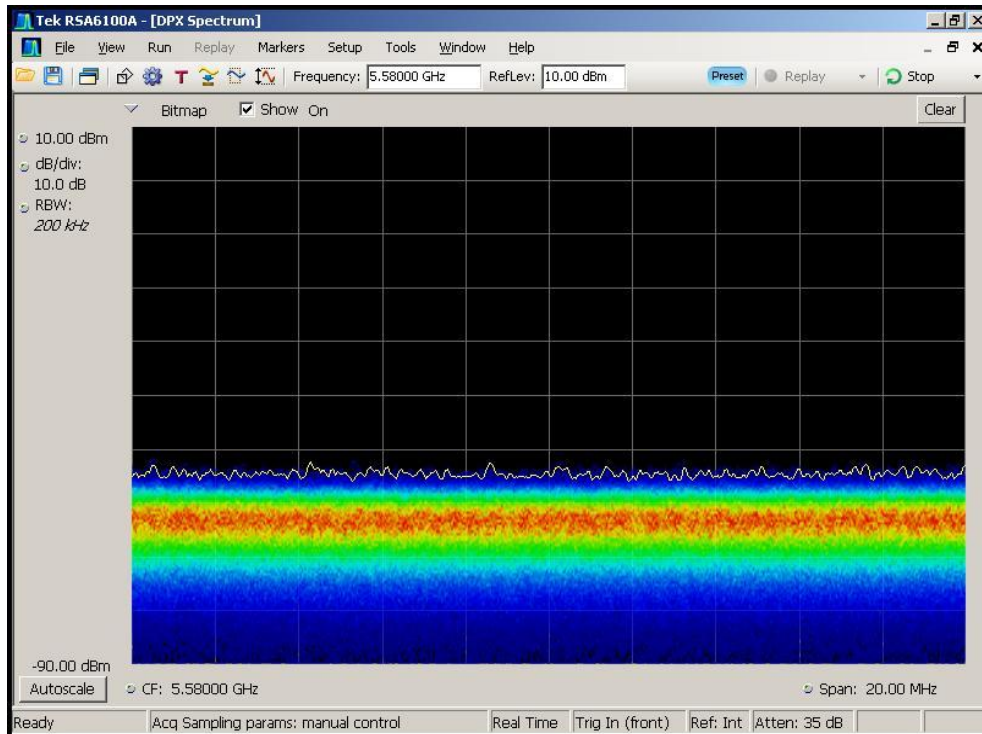 Tek RSA6100A - [DPX Spectrum]
File View Run Replay Markers Setup Tools Window Help
T Frequency: 5.58000 GHz RefLev: 10.00 dBm Preset Replay Stop
Bitmap Show On Clear
10.00 dBm
dB/div:
10.0 dB
RBW:
200 kHz
-90.00 dBm
Autoscale CF: 5.58000 GHz Span: 20.00 MHz
Ready Acq Sampling params: manual control Real Time Trig In (front) Ref: Int Atten: 35 dB